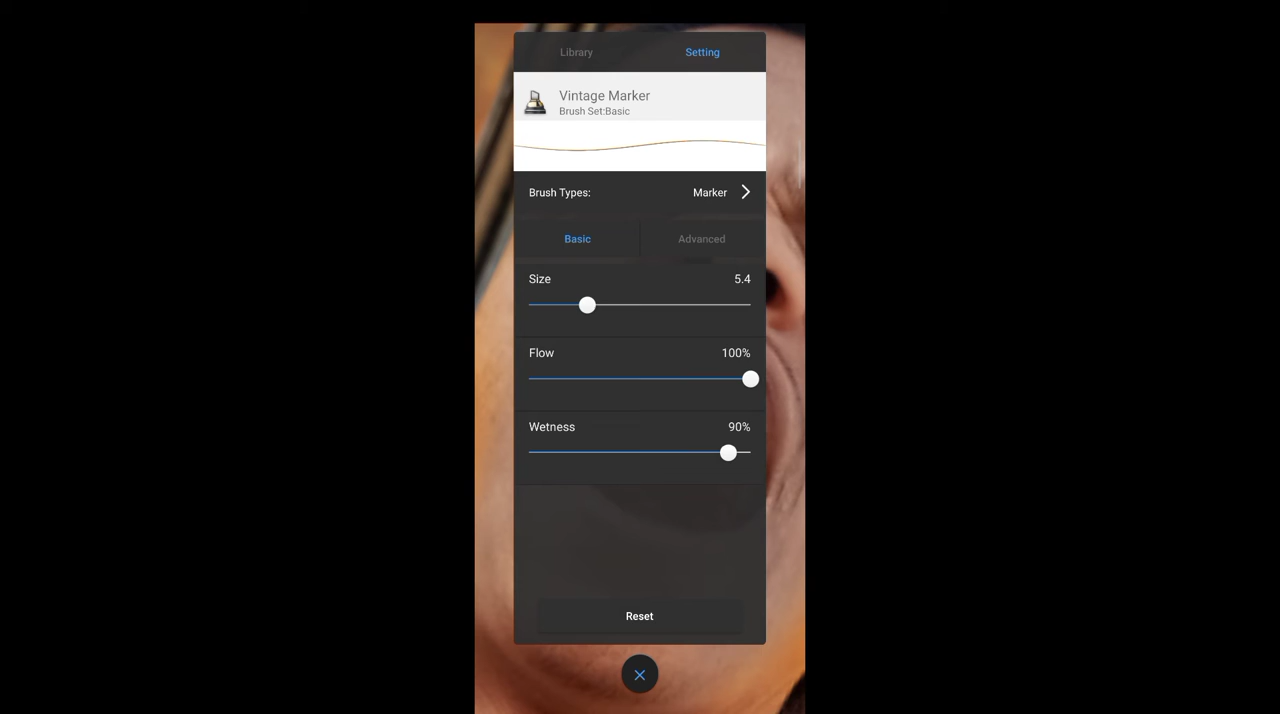 Library Setting
Vintage Marker
Brush Set:Basic
Brush Types: Marker
Basic Advanced
Size 5.4
Flow 100%
Wetness 90%
Reset